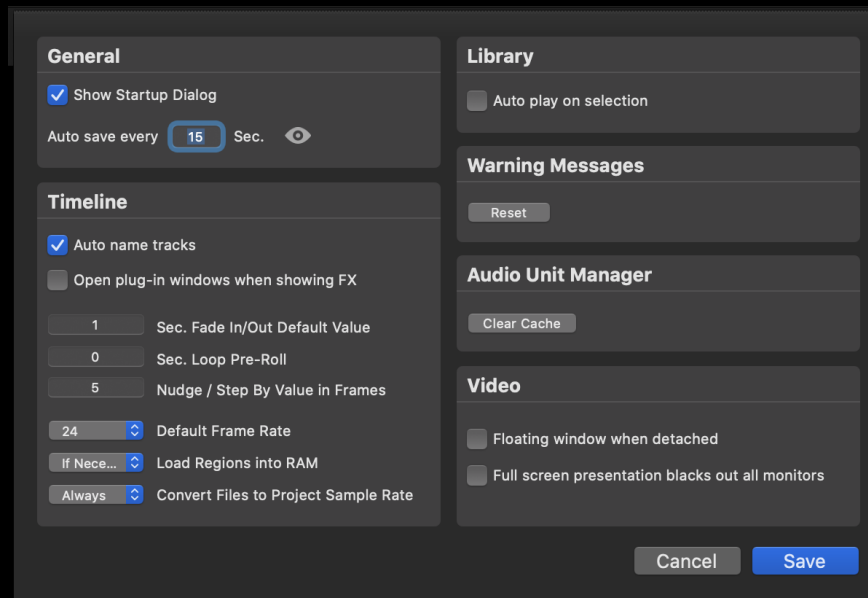 General
Show Startup Dialog
Auto save every 15 Sec.
Timeline
Auto name tracks
Open plug-in windows when showing FX
1 Sec. Fade In/Out Default Value
0 Sec. Loop Pre-Roll
5 Nudge / Step By Value in Frames
24 Default Frame Rate
If Nece... Load Regions into RAM
Always Convert Files to Project Sample Rate
Library
Auto play on selection
Warning Messages
Reset
Audio Unit Manager
Clear Cache
Video
Floating window when detached
Full screen presentation blacks out all monitors
Cancel Save